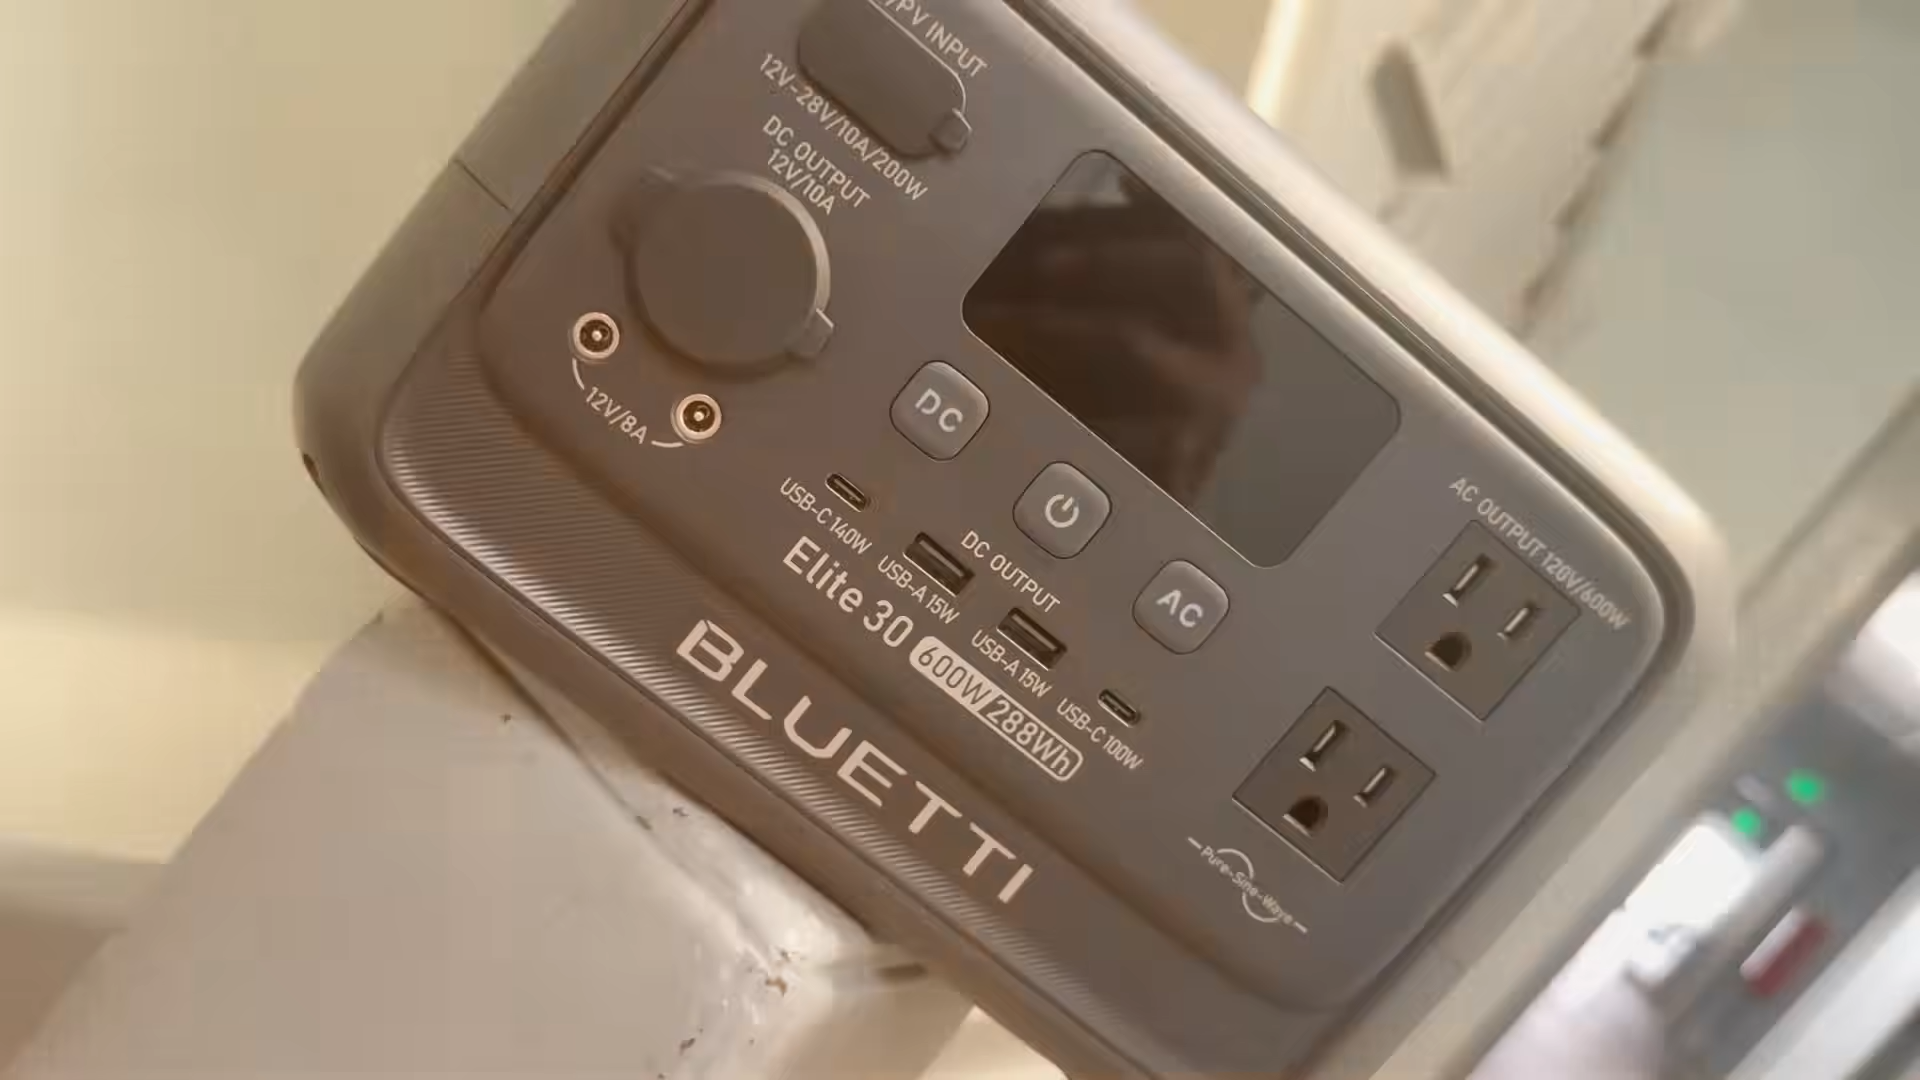 /PV INPUT
12V-28V/10A/200W
DC OUTPUT
12V/10A
12V/8A
DC
AC
USB-C 140W
USB-A 15W
DC OUTPUT
USB-A 15W
USB-C 100W
Elite 30
600W/288Wh
BLUETTI
AC OUTPUT 120V/600W
Pure-Sine-Wave